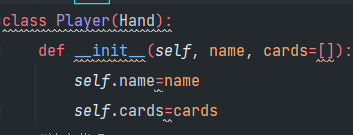 class Player(Hand):
def __init__(self, name, cards=[]):
self.name=name
self.cards=cards